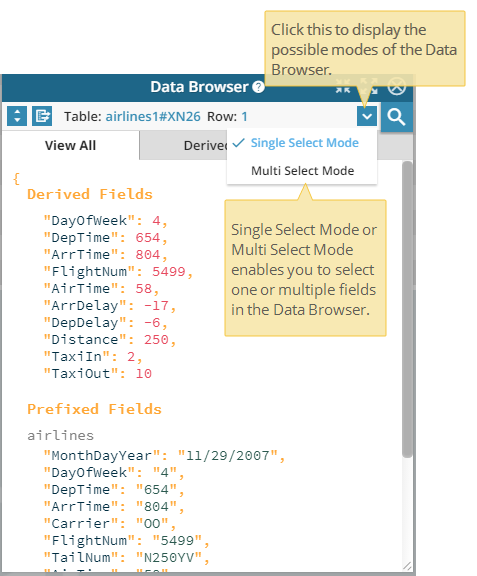 Click this to display the
possible modes of the Data
Browser.
Data Browser ?
Table: airlines1#XN26 Row: 1
View All
Single Select Mode
Multi Select Mode
Single Select Mode or
Multi Select Mode
enables you to select
one or multiple fields
in the Data Browser.
{
Derived Fields
"DayOfWeek": 4,
"DepTime": 654,
"ArrTime": 804,
"FlightNum": 5499,
"AirTime": 58,
"ArrDelay": -17,
"DepDelay": -6,
"Distance": 250,
"TaxiIn": 2,
"TaxiOut": 10
Prefixed Fields
airlines
"MonthDayYear": "11/29/2007",
"DayOfWeek": "4",
"DepTime": "654",
"ArrTime": "804",
"Carrier": "OO",
"FlightNum": "5499",
"TailNum": "N250YV",